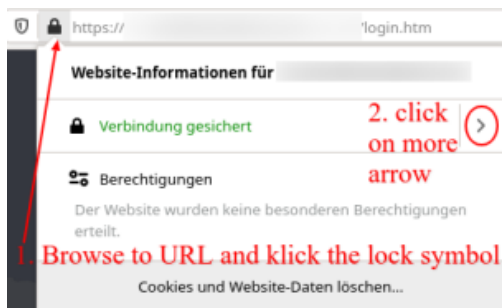 https:// /login.htm
Website-Informationen für
Verbindung gesichert
2. click
on more
arrow
Berechtigungen
Der Website wurden keine besonderen Berechtigungen
erteilt.
1. Browse to URL and klick the lock symbol
Cookies und Website-Daten löschen...